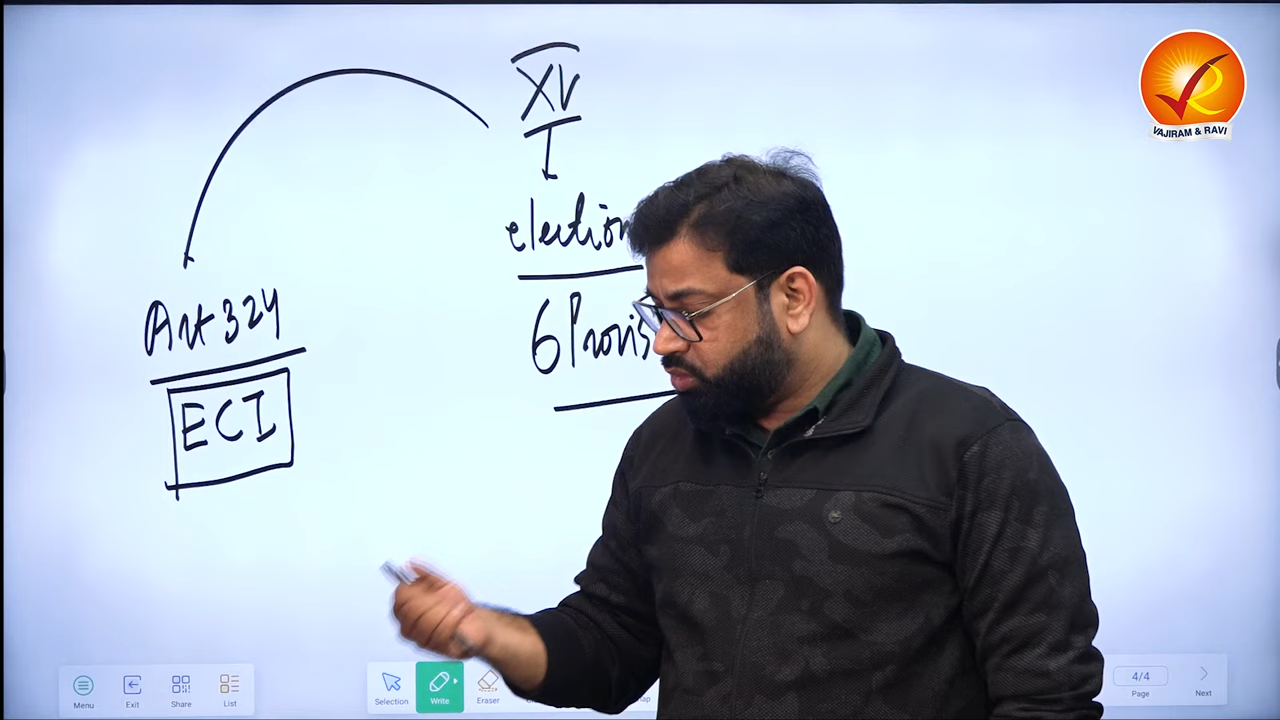 XV
election
6 Provis
Art 324
ECI
VAJIRAM & RAVI
Menu
Exit
Share
List
Selection
Write
Eraser
4/4
Page
Next